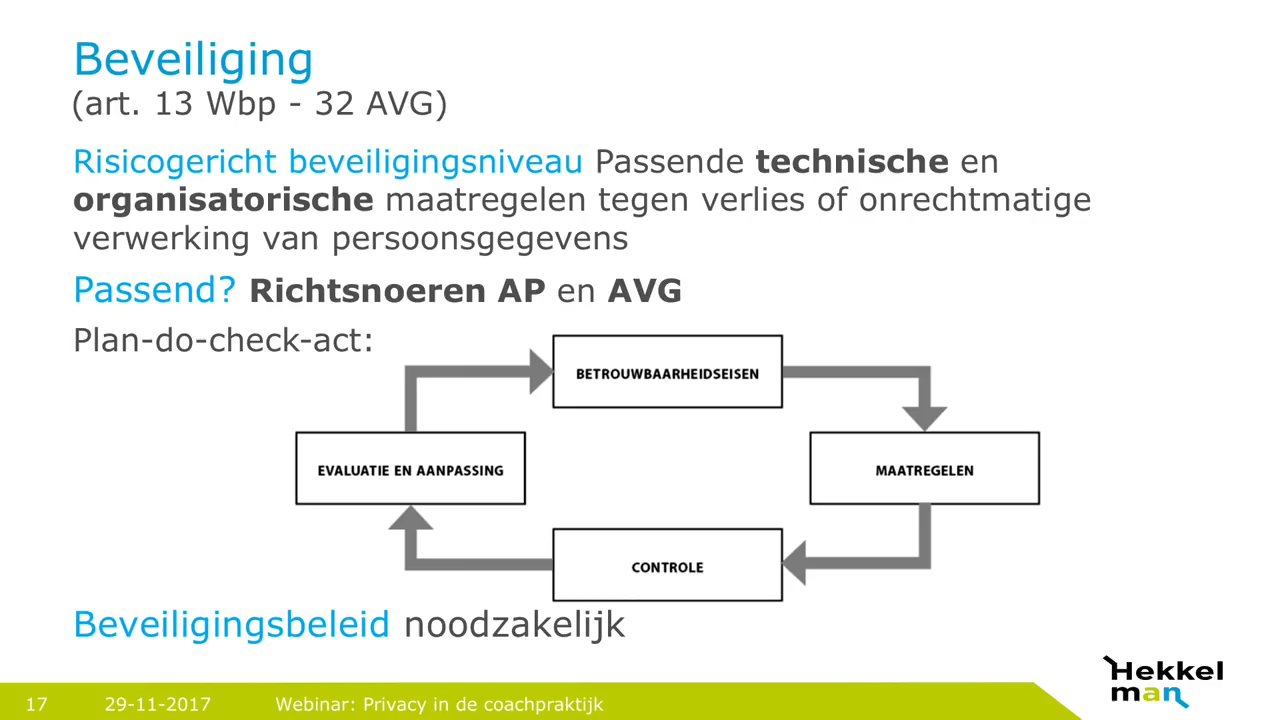 Beveiliging
(art. 13 Wbp - 32 AVG)
Risicogericht beveiligingsniveau Passende technische en
organisatorische maatregelen tegen verlies of onrechtmatige
verwerking van persoonsgegevens
Passend? Richtsnoeren AP en AVG
Plan-do-check-act:
BETROUWBAARHEIDSEISEN
EVALUATIE EN AANPASSING
MAATREGELEN
CONTROLE
Beveiligingsbeleid noodzakelijk
Hekkel
man
17 29-11-2017 Webinar: Privacy in de coachpraktijk